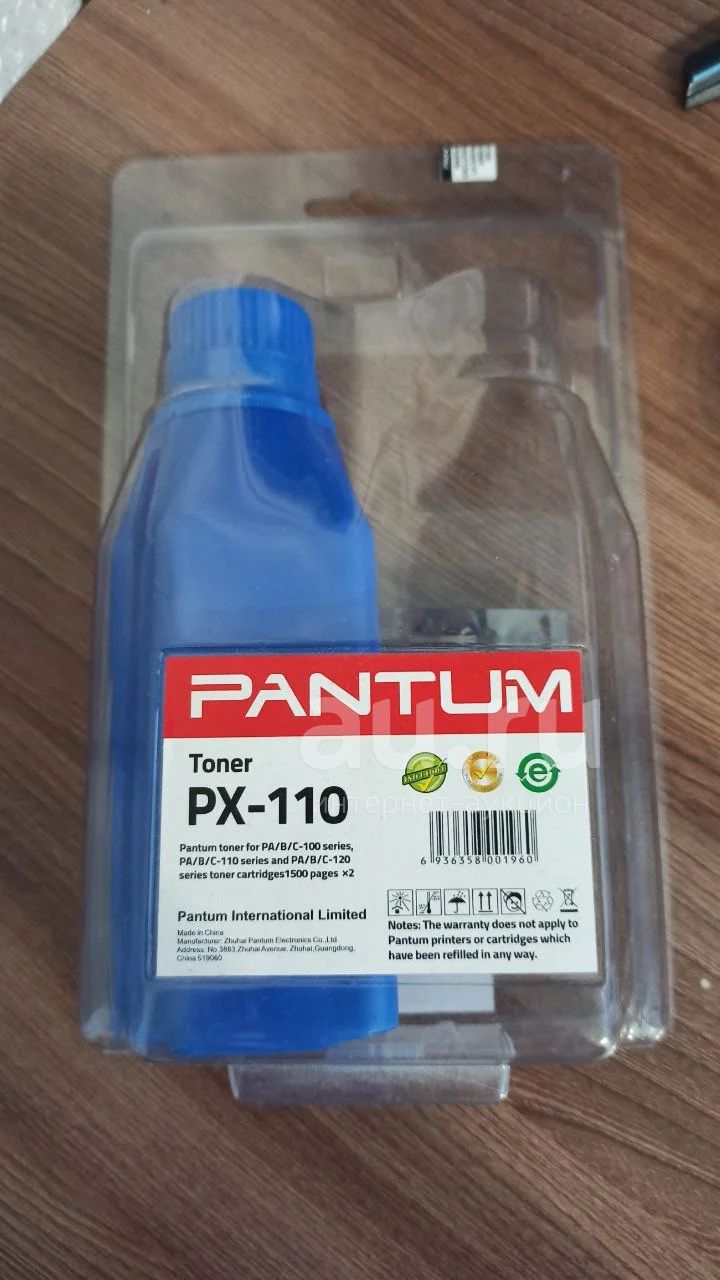 PANTUM
au.ru
интернет-аукцион
Toner
PX-110
Pantum toner for PA/B/C-100 series,
PA/B/C-110 series and PA/B/C-120
series toner cartridges1500 pages ×2
Pantum International Limited
Made in China
Manufacturer: Zhuhai Pantum Electronics Co.,Ltd.
Address: No.3883,Zhuhai Avenue, Zhuhai,Guangdong,
China 519060
6 936358 001960
Notes: The warranty does not apply to
Pantum printers or cartridges which
have been refilled in any way.